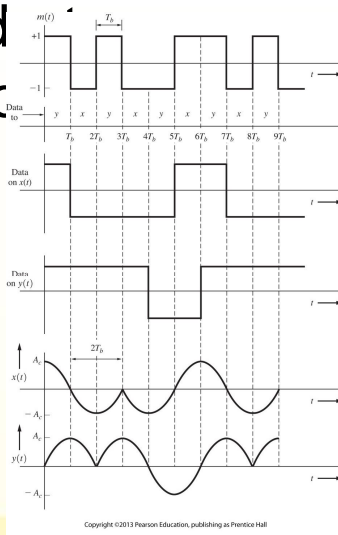 m(t)
T_b
+1
−1
t
Data to y x y x y x y x y
T_b 2T_b 3T_b 4T_b 5T_b 6T_b 7T_b 8T_b 9T_b
Data
on x(t)
t
Data
on y(t)
t
2T_b
A_c
x(t)
t
− A_c
A_c
y(t)
t
− A_c
Copyright ©2013 Pearson Education, publishing as Prentice Hall